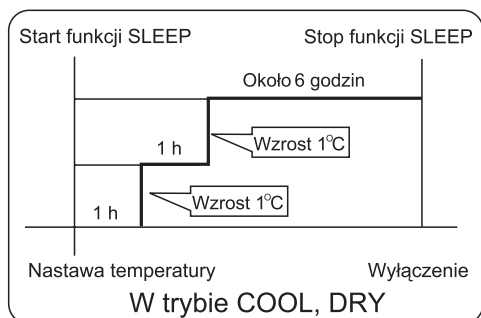 Start funkcji SLEEP
Stop funkcji SLEEP
Około 6 godzin
1 h
Wzrost 1°C
1 h
Wzrost 1°C
Nastawa temperatury
Wyłączenie
W trybie COOL, DRY